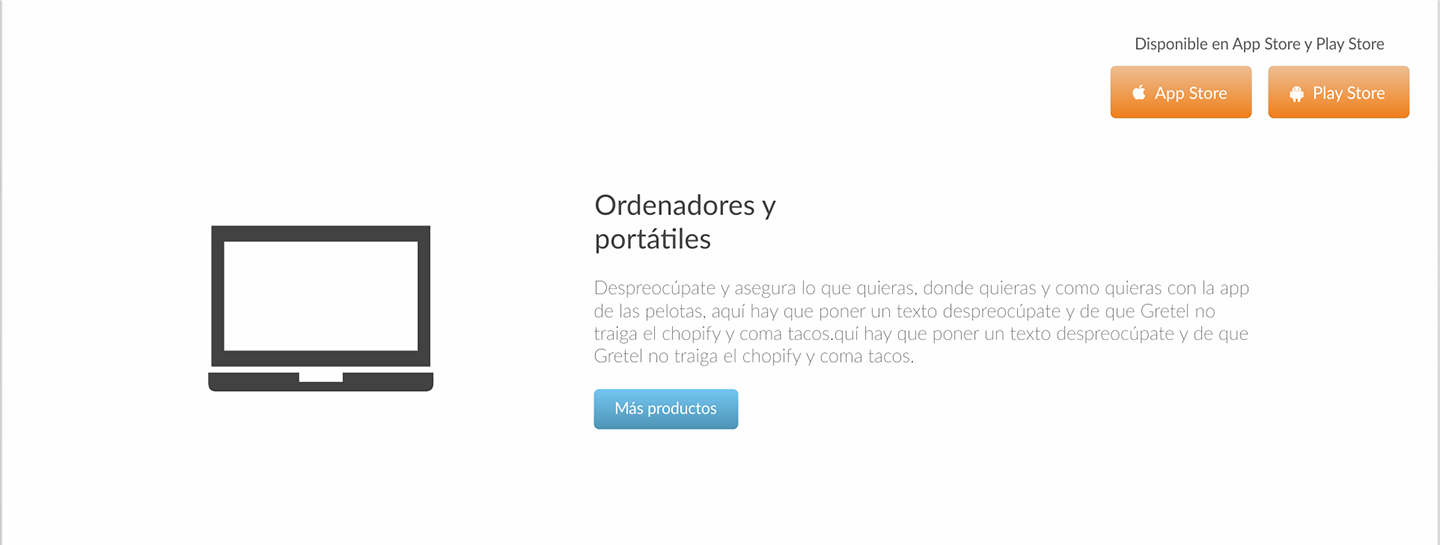 Disponible en App Store y Play Store
App Store
Play Store
Ordenadores y
portátiles
Despreocúpate y asegura lo que quieras, donde quieras y como quieras con la app
de las pelotas, aquí hay que poner un texto despreocúpate y de que Gretel no
traiga el chopify y coma tacos.quí hay que poner un texto despreocúpate y de que
Gretel no traiga el chopify y coma tacos.
Más productos